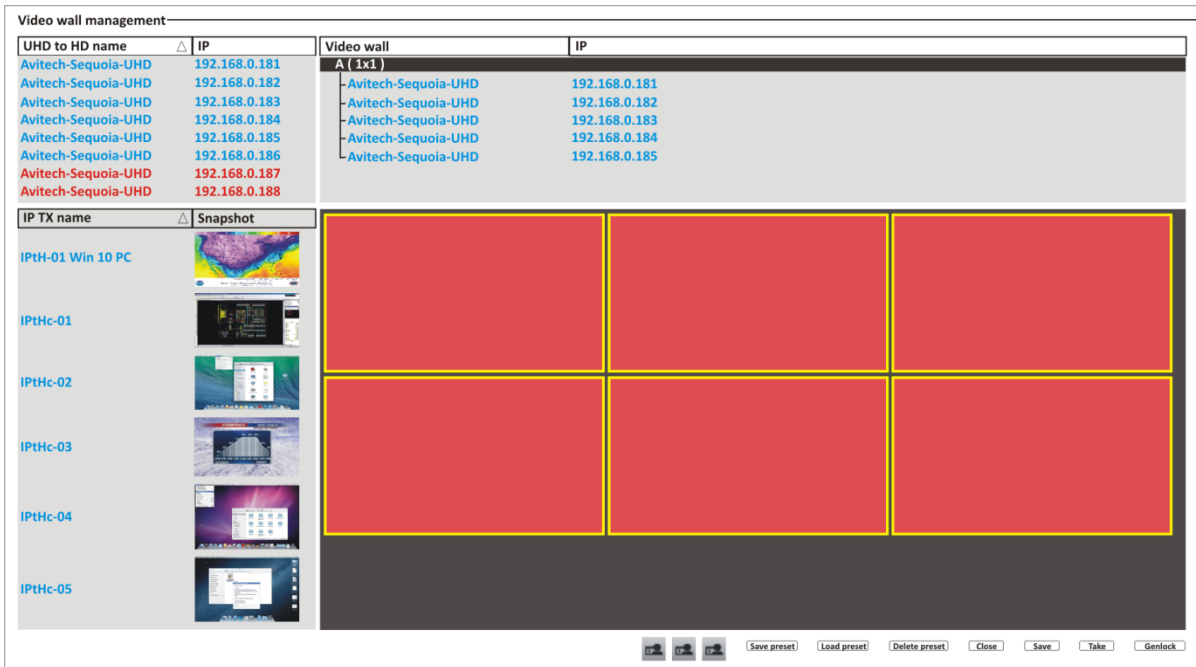 Video wall management
UHD to HD name △ IP
Avitech-Sequoia-UHD 192.168.0.181
Avitech-Sequoia-UHD 192.168.0.182
Avitech-Sequoia-UHD 192.168.0.183
Avitech-Sequoia-UHD 192.168.0.184
Avitech-Sequoia-UHD 192.168.0.185
Avitech-Sequoia-UHD 192.168.0.186
Avitech-Sequoia-UHD 192.168.0.187
Avitech-Sequoia-UHD 192.168.0.188
Video wall IP
A ( 1x1 )
Avitech-Sequoia-UHD 192.168.0.181
Avitech-Sequoia-UHD 192.168.0.182
Avitech-Sequoia-UHD 192.168.0.183
Avitech-Sequoia-UHD 192.168.0.184
Avitech-Sequoia-UHD 192.168.0.185
IP TX name △ Snapshot
IPtH-01 Win 10 PC
IPtHc-01
IPtHc-02
IPtHc-03
IPtHc-04
IPtHc-05
Save preset Load preset Delete preset Close Save Take Genlock